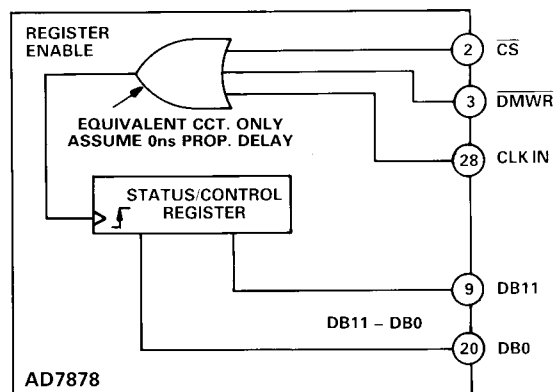 REGISTER
ENABLE
2 CS
3 DMWR
EQUIVALENT CCT. ONLY
ASSUME 0ns PROP. DELAY
28 CLK IN
STATUS/CONTROL
REGISTER
9 DB11
DB11 – DB0
20 DB0
AD7878